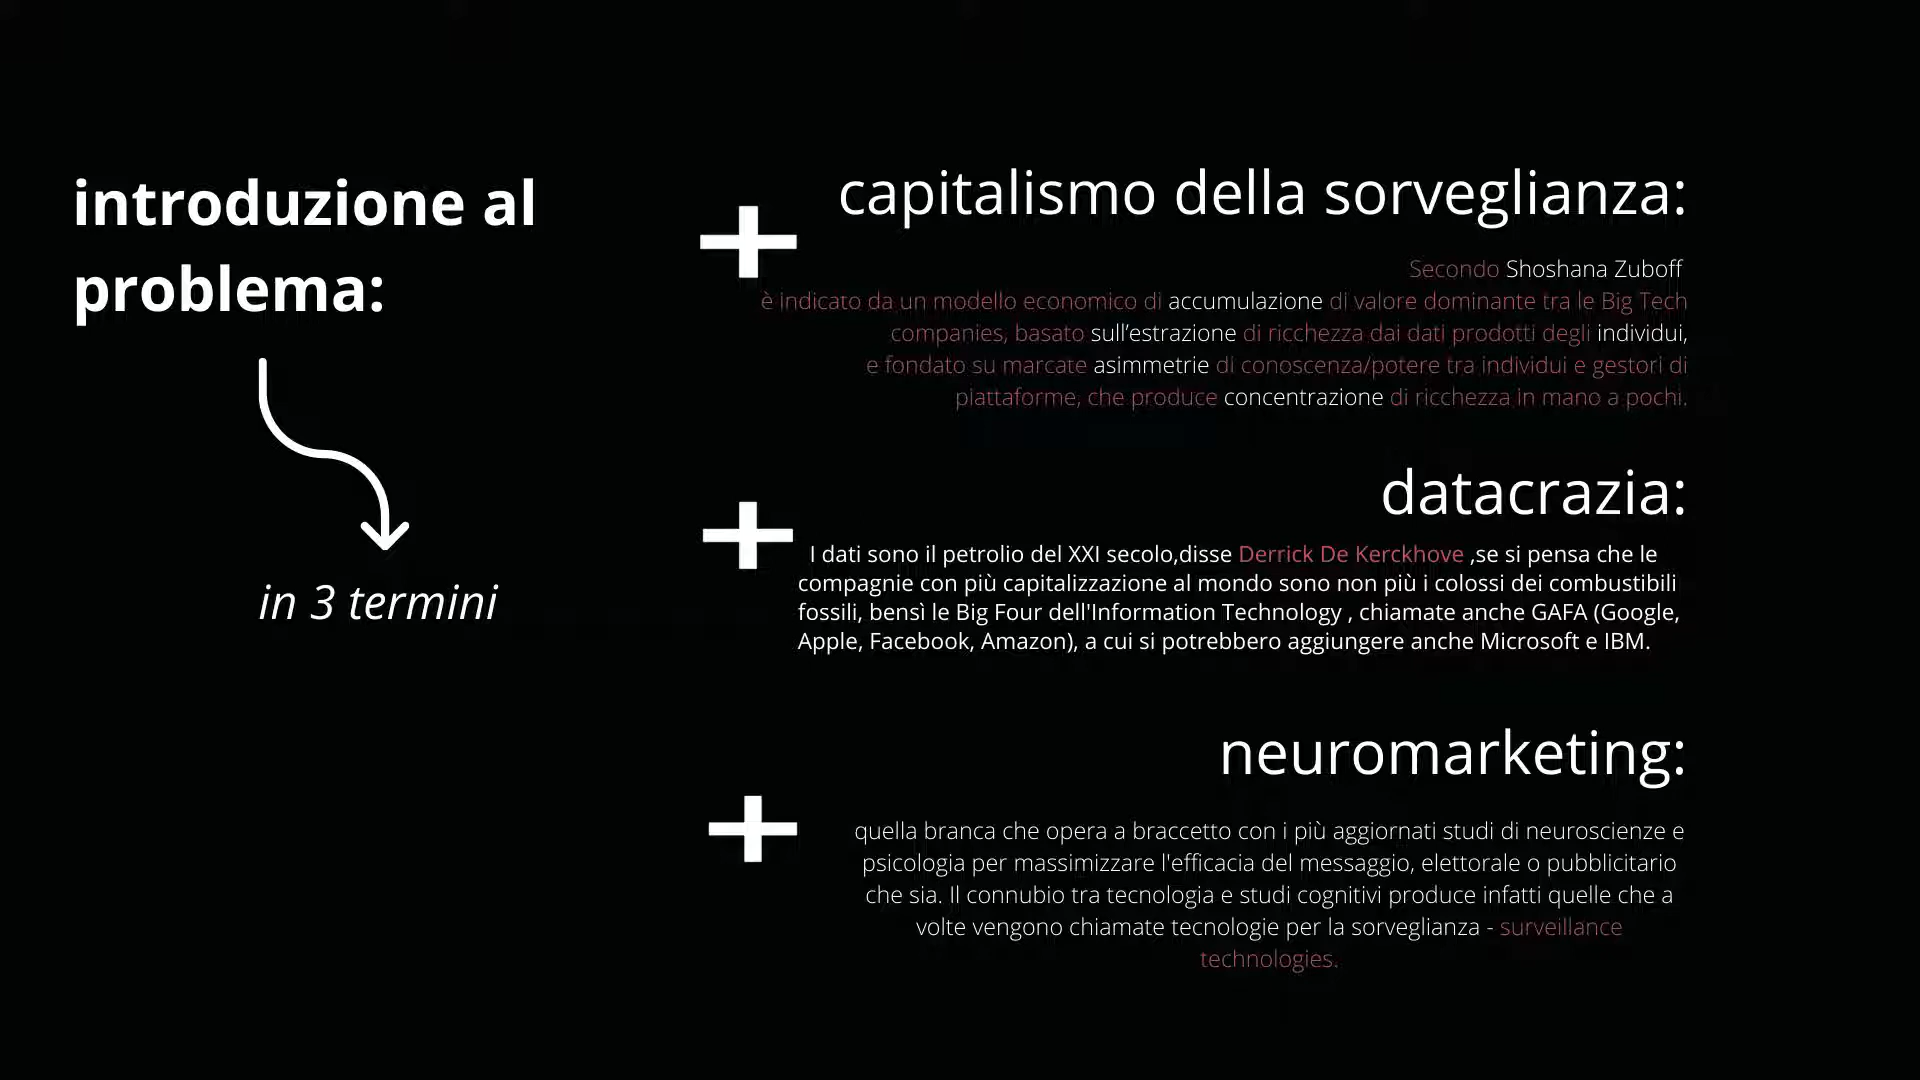 introduzione al
problema:
in 3 termini
capitalismo della sorveglianza:
Secondo Shoshana Zuboff
è indicato da un modello economico di accumulazione di valore dominante tra le Big Tech
companies, basato sull’estrazione di ricchezza dai dati prodotti degli individui,
e fondato su marcate asimmetrie di conoscenza/potere tra individui e gestori di
piattaforme, che produce concentrazione di ricchezza in mano a pochi.
datacrazia:
I dati sono il petrolio del XXI secolo,disse Derrick De Kerckhove ,se si pensa che le
compagnie con più capitalizzazione al mondo sono non più i colossi dei combustibili
fossili, bensì le Big Four dell'Information Technology , chiamate anche GAFA (Google,
Apple, Facebook, Amazon), a cui si potrebbero aggiungere anche Microsoft e IBM.
neuromarketing:
quella branca che opera a braccetto con i più aggiornati studi di neuroscienze e
psicologia per massimizzare l'efficacia del messaggio, elettorale o pubblicitario
che sia. Il connubio tra tecnologia e studi cognitivi produce infatti quelle che a
volte vengono chiamate tecnologie per la sorveglianza - surveillance
technologies.